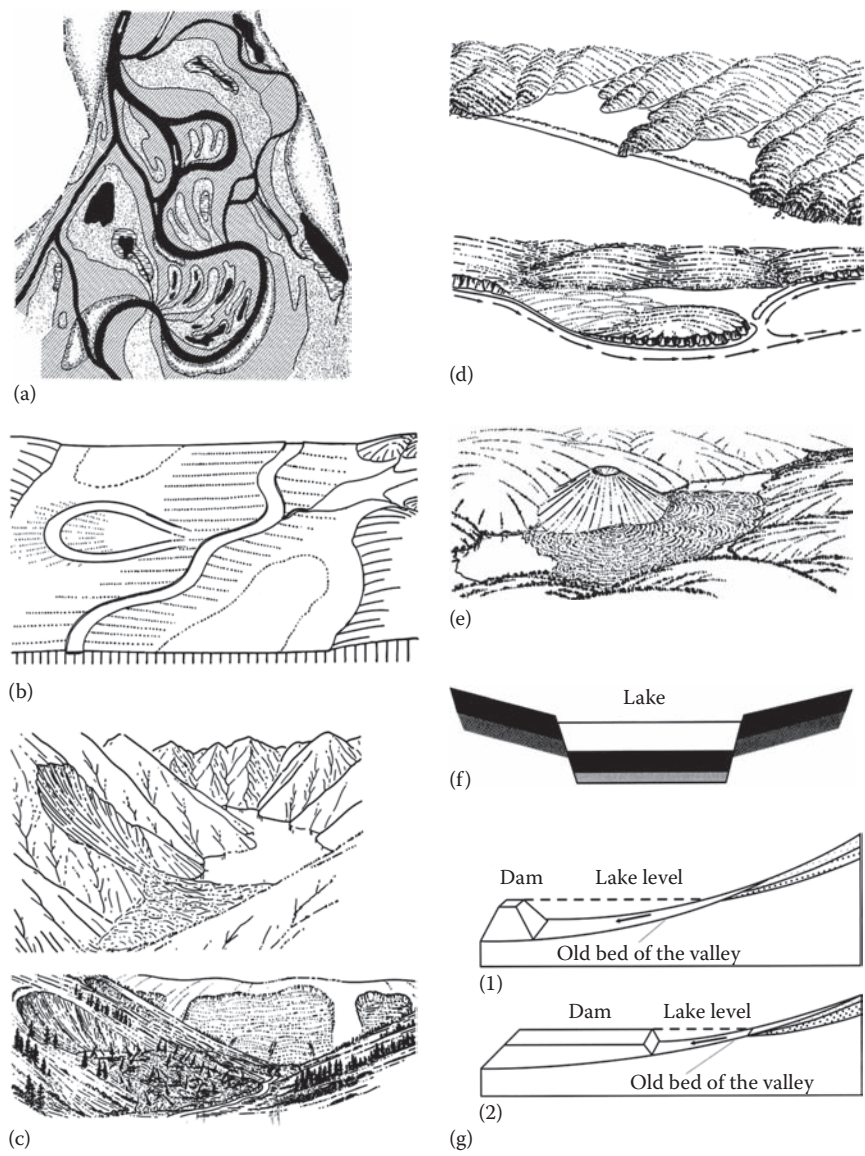 (a)
(b)
(c)
(d)
(e)
Lake
(f)
Dam Lake level
Old bed of the valley
(1)
Dam Lake level
Old bed of the valley
(2)
(g)